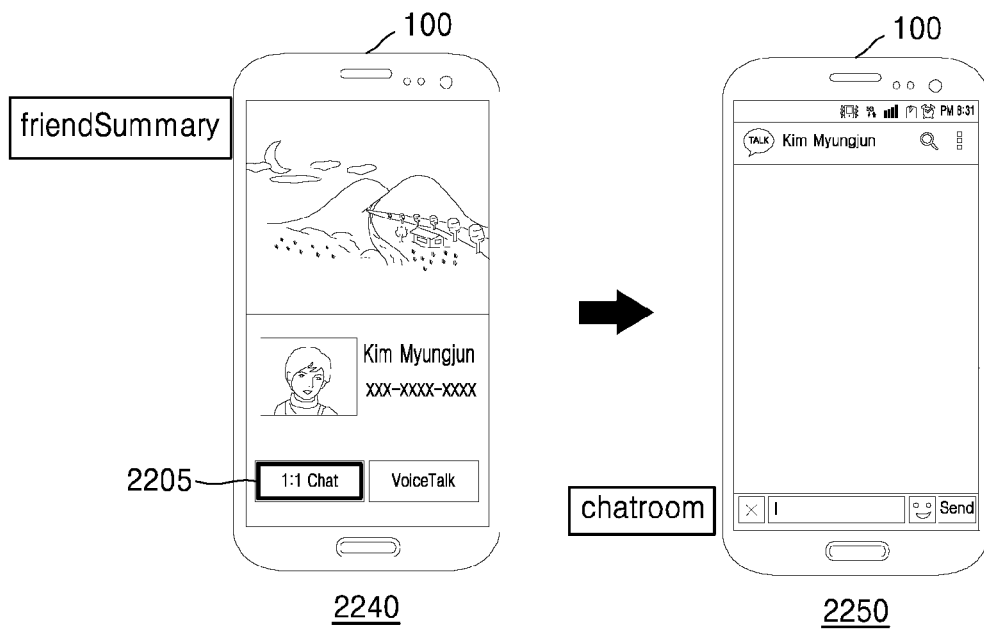 100
friendSummary
Kim Myungjun
xxx-xxxx-xxxx
2205
1:1 Chat
VoiceTalk
2240
100
PM 8:31
TALK
Kim Myungjun
chatroom
I
Send
2250